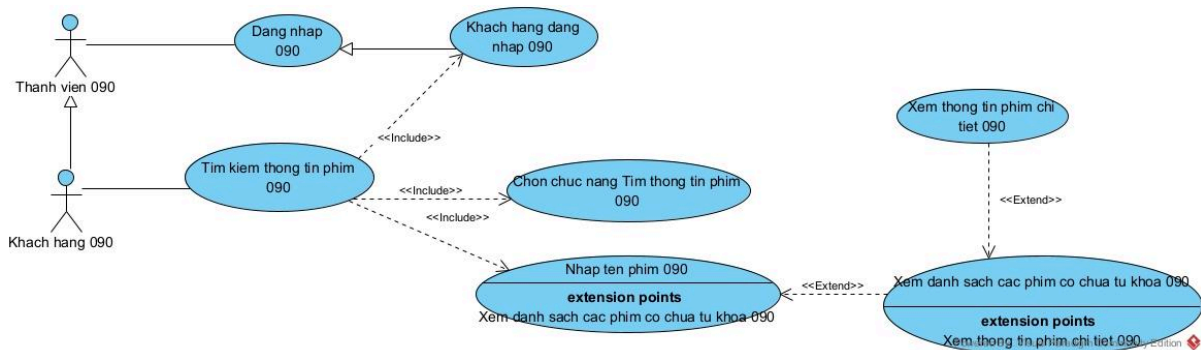 Dang nhap
090
Khach hang dang
nhap 090
Thanh vien 090
Xem thong tin phim chi
tiet 090
<<Include>>
Tim kiem thong tin phim
090
Chon chuc nang Tim thong tin phim
090
<<Include>>
<<Include>>
<<Extend>>
Khach hang 090
Nhap ten phim 090
extension points
Xem danh sach cac phim co chua tu khoa 090
<<Extend>>
Xem danh sach cac phim co chua tu khoa 090
extension points
Xem thong tin phim chi tiet 090
Edition